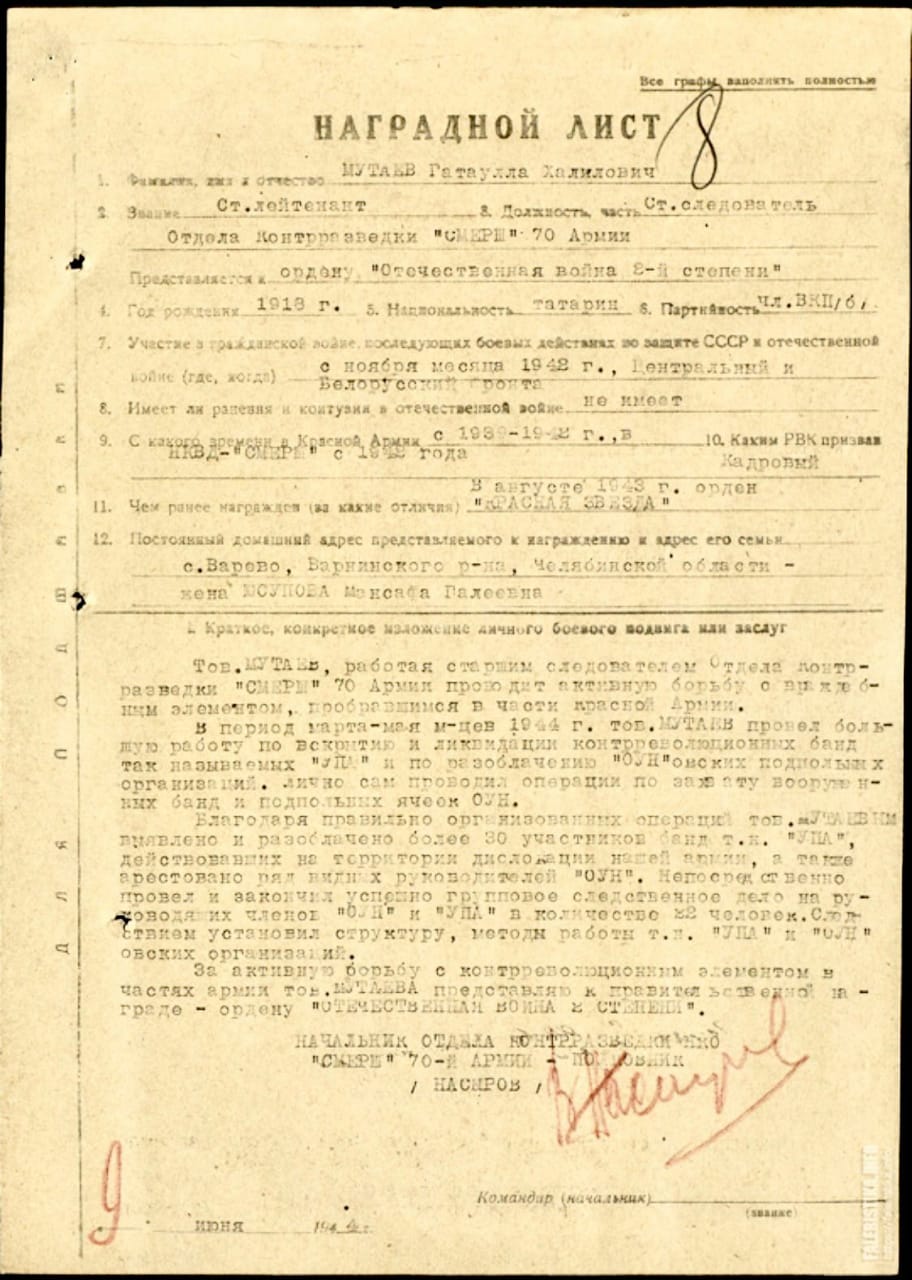 Все графы заполнять полностью
НАГРАДНОЙ ЛИСТ 8
1. Фамилия, имя и отчество МУТАЕВ Гатаулла Халилович
2. Звание Ст.лейтенант 3. Должность, часть Ст.следователь
Отдела Контрразведки "СМЕРШ" 70 Армии
Представляется к ордену "Отечественная война 2-й степени"
4. Год рождения 1918 г. 5. Национальность татарин 6. Партийность чл.ВКП/б/
7. Участие в гражданской войне, последующих боевых действиях по защите СССР и отечественной
войне (где, когда) с ноября месяца 1942 г., Центральный и
Белорусский фронта
8. Имеет ли ранения и контузии в отечественной войне не имеет
9. С какого времени в Красной Армии с 1939-1942 г.,в 10. Каким РВК призван
НКВД-"СМЕРШ" с 1942 года Кадровый
В августе 1943 г. орден
11. Чем ранее награжден (за какие отличия) "КРАСНАЯ ЗВЕЗДА"
12. Постоянный домашний адрес представляемого к награждению и адрес его семьи
с.Варево, Варнинского р-на, Челябинской области -
жена ЮСУПОВА Мансафа Галеевна
I. Краткое, конкретное изложение личного боевого подвига или заслуг
Тов.МУТАЕВ, работая старшим следователем Отдела Контр-
разведки "СМЕРШ" 70 Армии проводит активную борьбу с враждеб-
ным элементом, пробравшимся в части Красной Армии.
В период марта-мая м-цев 1944 г. тов.МУТАЕВ провел боль-
шую работу по вскрытию и ликвидации контрреволюционных банд
так называемых "УПА" и по разоблачению "ОУН"овских подпольных
организаций. Лично сам проводил операции по захвату вооружен-
ных банд и подпольных ячеек ОУН.
Благодаря правильно организованных операций тов.МУТАЕВЫМ
выявлено и разоблачено более 30 участников банд т.н. "УПА",
действовавших на территории дислокации нашей армии, а также
арестовано ряд видных руководителей "ОУН". Непосредственно
провел и закончил успешно групповое следственное дело на ру-
ководящих членов "ОУН" и "УПА" в количестве 22 человек.След-
ствием установил структуру, методы работы т.н. "УПА" и "ОУН"
овских организаций.
За активную борьбу с контрреволюционным элементом в
частях армии тов.МУТАЕВА представляю к правительственной на-
граде - ордену "ОТЕЧЕСТВЕННАЯ ВОЙНА 2 СТЕПЕНИ".
НАЧАЛЬНИК ОТДЕЛА КОНТРРАЗВЕДКИ НКО
"СМЕРШ" 70-й АРМИИ - ПОЛКОВНИК
/ НАСЫРОВ /
Командир (начальник)
(звание)
9 июня 1944 г.
FALERISTIKA.NET